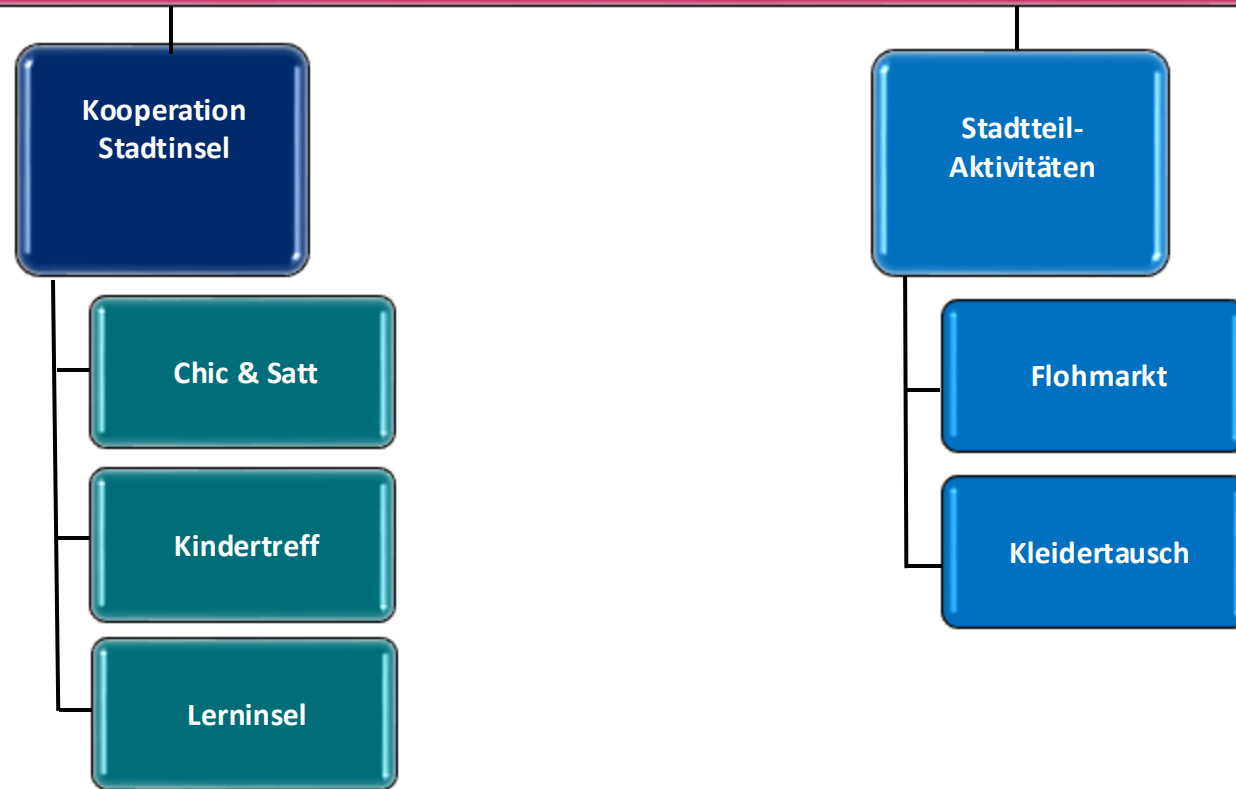 Kooperation
Stadtinsel
Chic & Satt
Kindertreff
Lerninsel
Stadtteil-
Aktivitäten
Flohmarkt
Kleidertausch